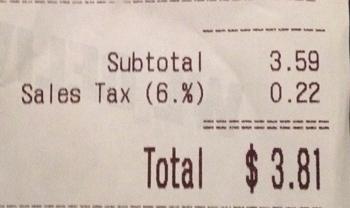 Subtotal 3.59
Sales Tax (6.%) 0.22
Total $ 3.81